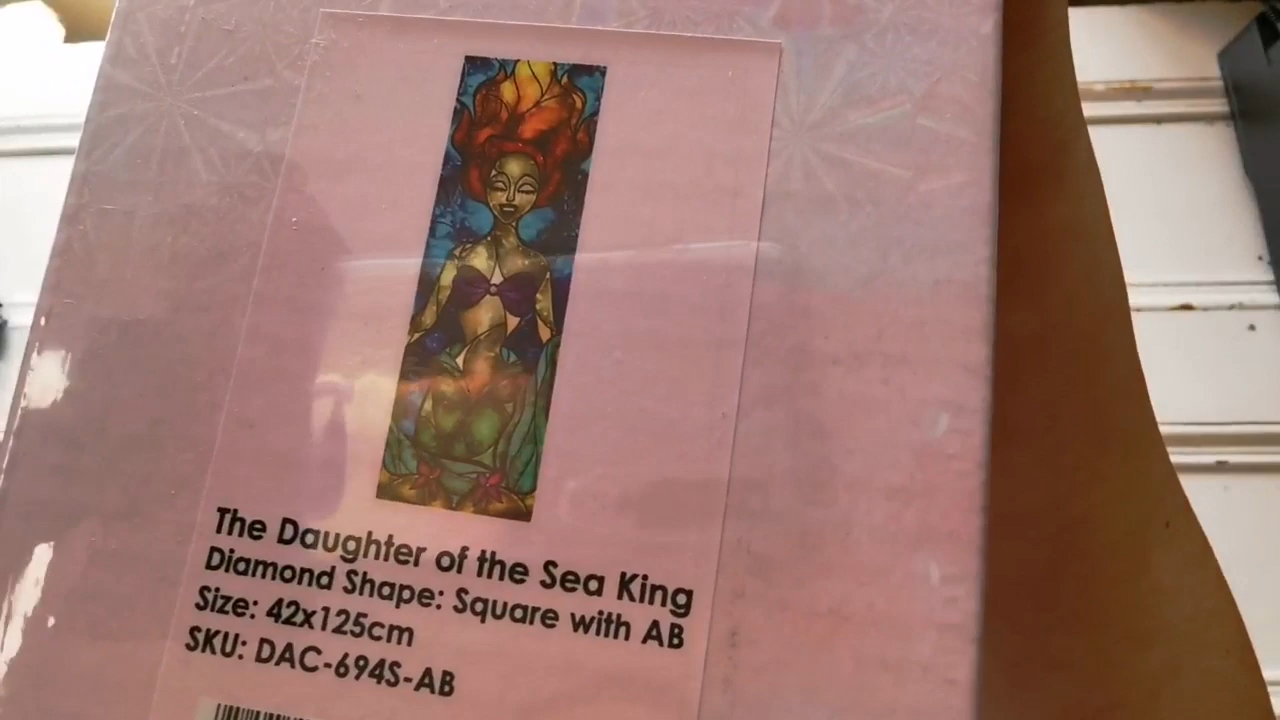 The Daughter of the Sea King
Diamond Shape: Square with AB
Size: 42x125cm
SKU: DAC-694S-AB